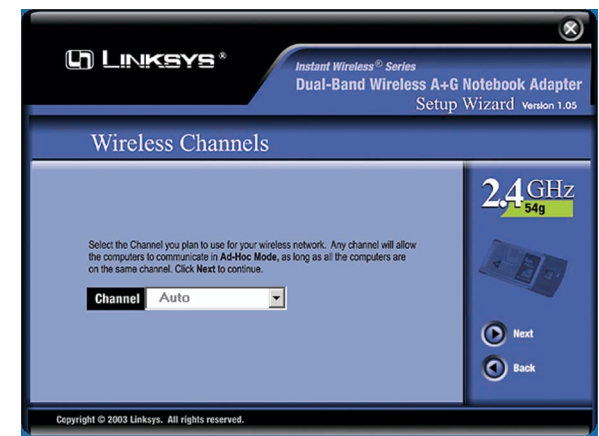 LINKSYS®
Instant Wireless® Series
Dual-Band Wireless A+G Notebook Adapter
Setup Wizard Version 1.05
Wireless Channels
2.4GHz
54g
Select the Channel you plan to use for your wireless network. Any channel will allow
the computers to communicate in Ad-Hoc Mode, as long as all the computers are
on the same channel. Click Next to continue.
Channel Auto
Next
Back
Copyright © 2003 Linksys. All rights reserved.